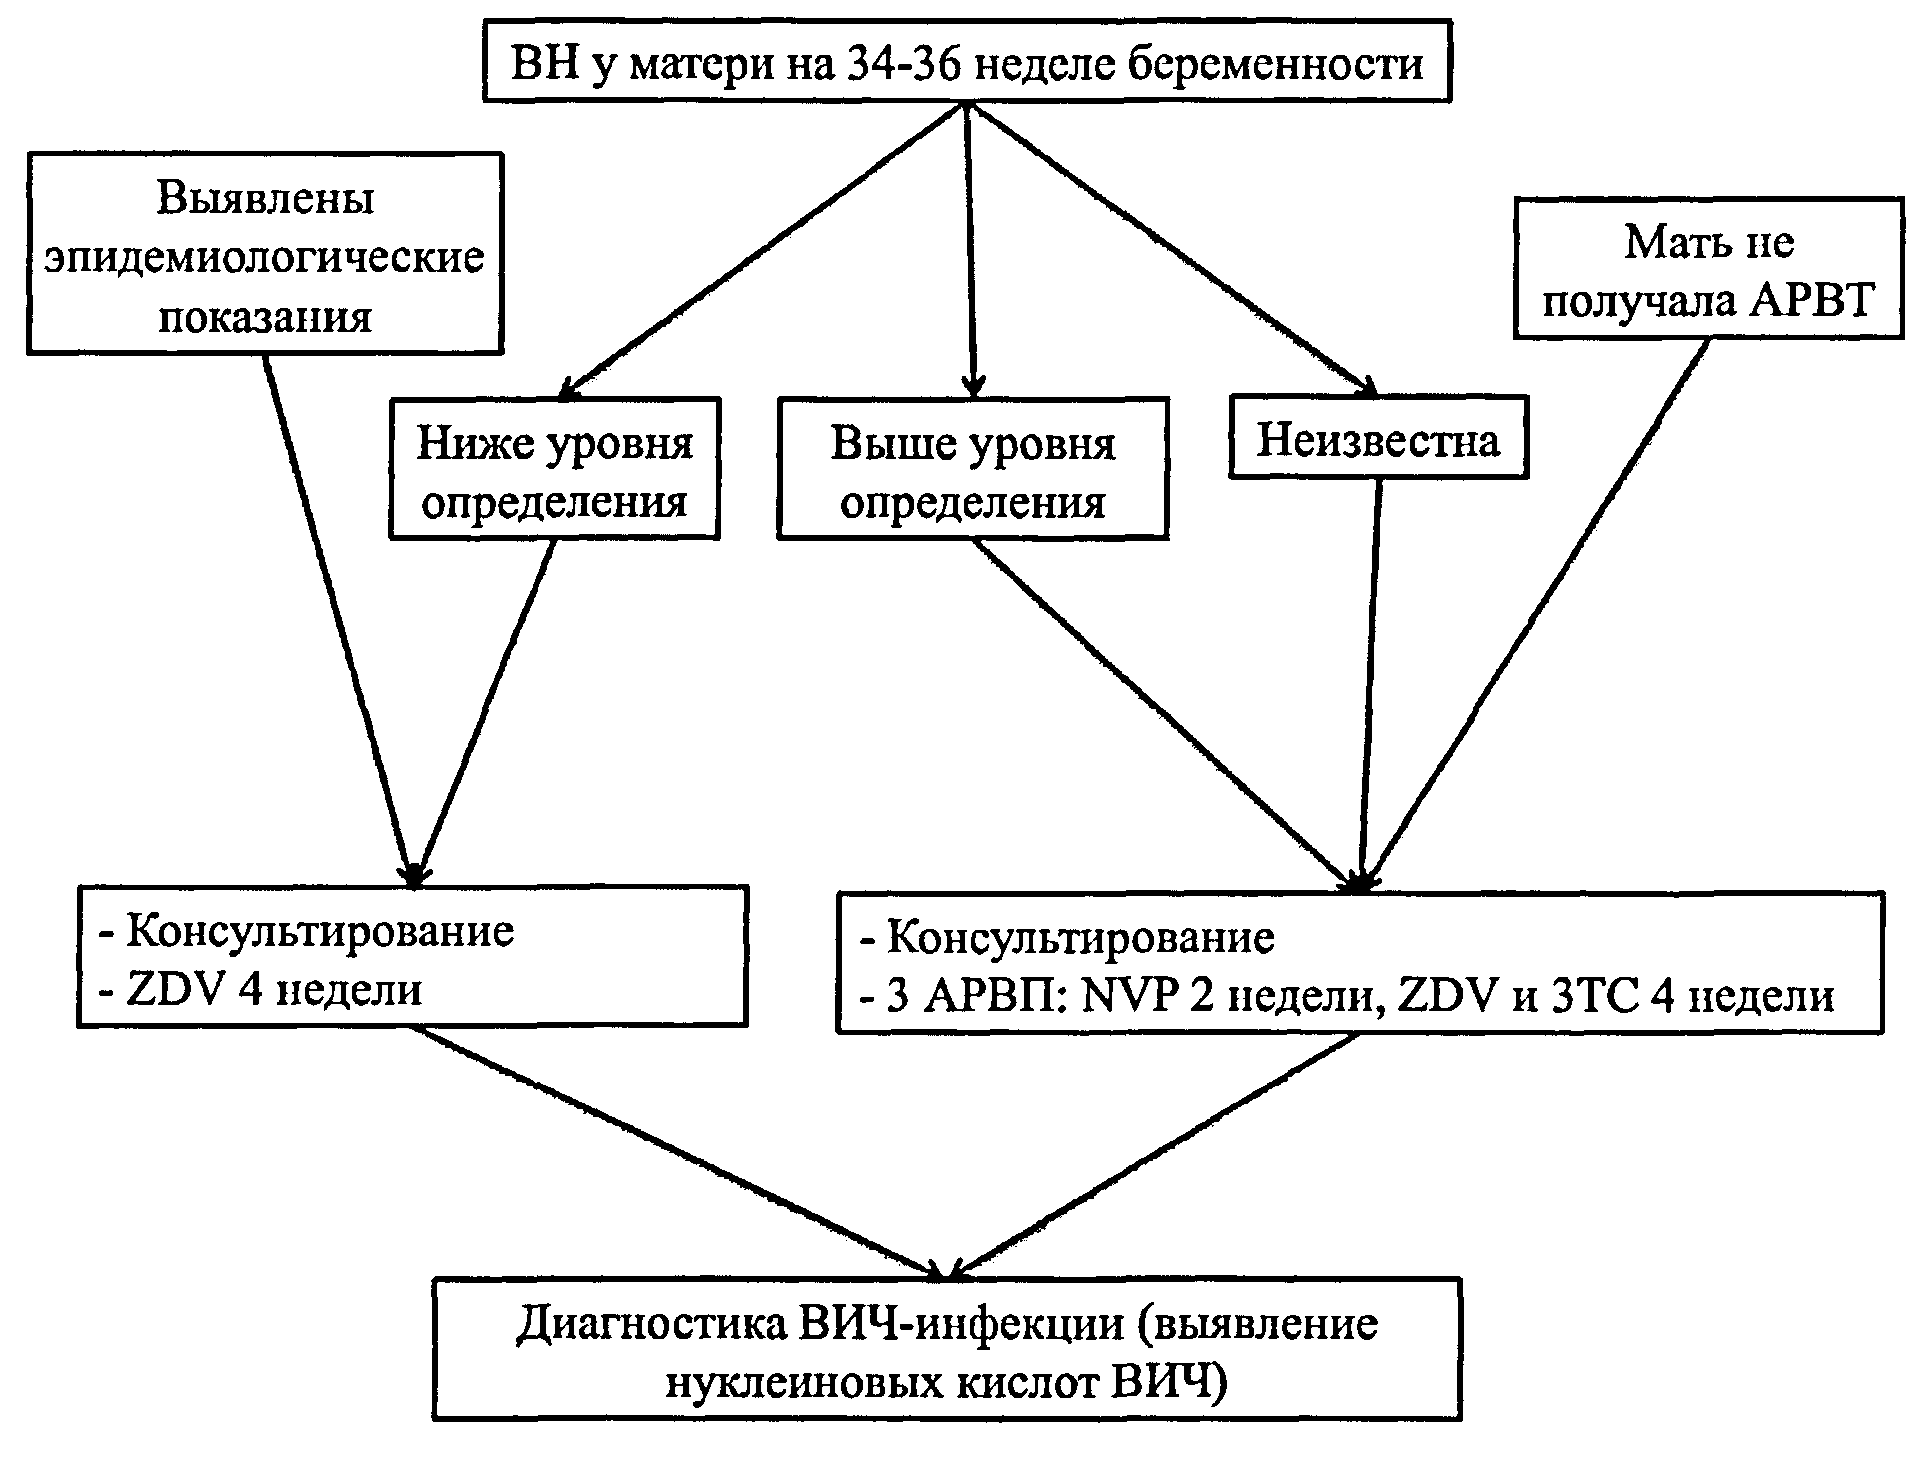 ВН у матери на 34-36 неделе беременности
Выявлены
эпидемиологические
показания
Мать не
получала АРВТ
Ниже уровня
определения
Выше уровня
определения
Неизвестна
- Консультирование
- ZDV 4 недели
- Консультирование
- 3 АРВП: NVP 2 недели, ZDV и 3ТС 4 недели
Диагностика ВИЧ-инфекции (выявление
нуклеиновых кислот ВИЧ)